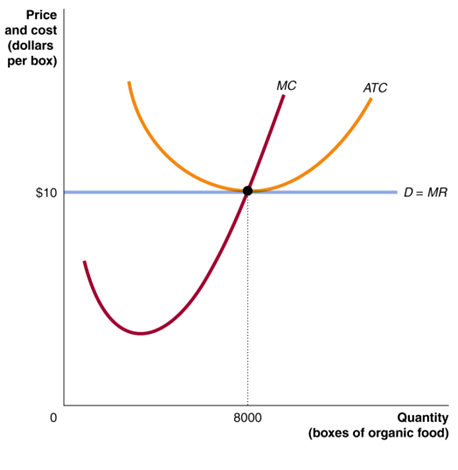 Price
and cost
(dollars
per box)
MC
ATC
$10
D = MR
0
8000
Quantity
(boxes of organic food)